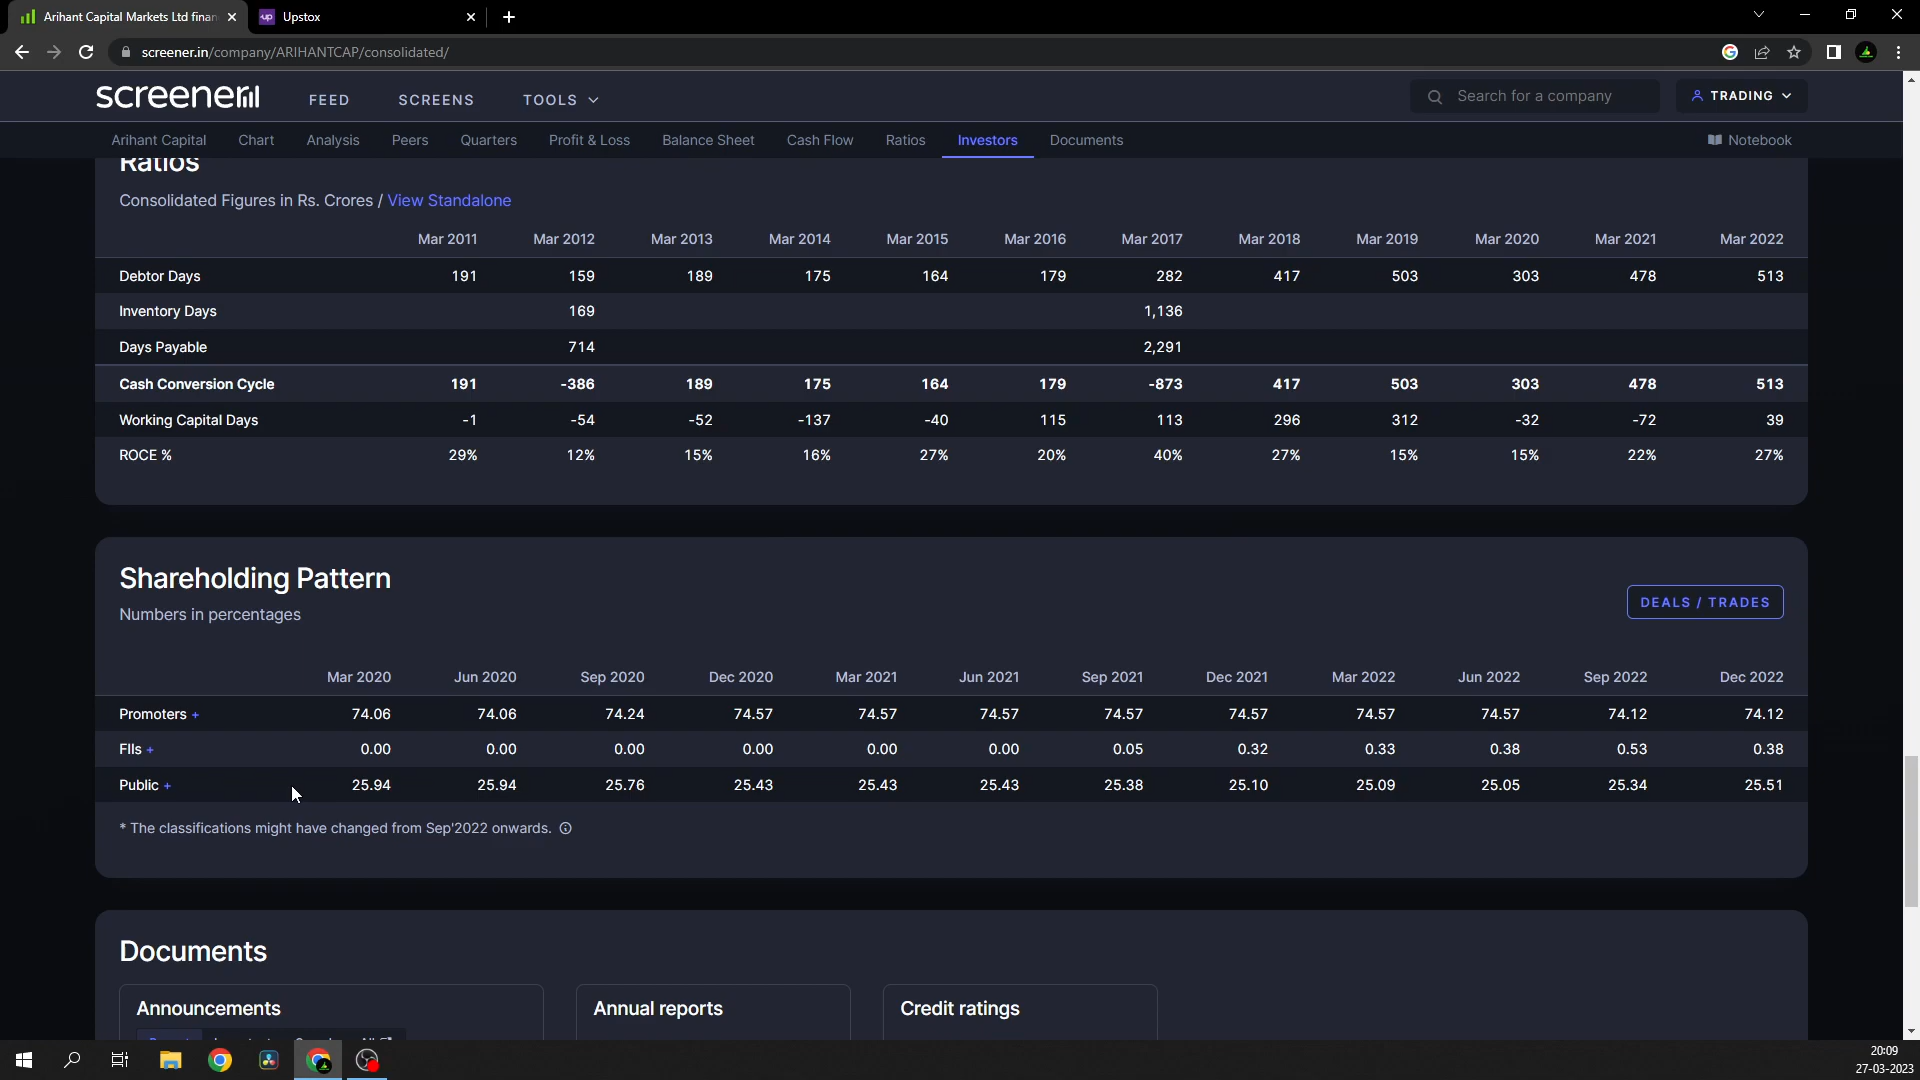 Arihant Capital Markets Ltd finan
Upstox
screener.in/company/ARIHANTCAP/consolidated/
screener
FEED SCREENS TOOLS
Search for a company
TRADING
Arihant Capital Chart Analysis Peers Quarters Profit & Loss Balance Sheet Cash Flow Ratios Investors Documents Notebook
Ratios
Consolidated Figures in Rs. Crores / View Standalone
Mar 2011 Mar 2012 Mar 2013 Mar 2014 Mar 2015 Mar 2016 Mar 2017 Mar 2018 Mar 2019 Mar 2020 Mar 2021 Mar 2022
Debtor Days 191 159 189 175 164 179 282 417 503 303 478 513
Inventory Days 169 1,136
Days Payable 714 2,291
Cash Conversion Cycle 191 -386 189 175 164 179 -873 417 503 303 478 513
Working Capital Days -1 -54 -52 -137 -40 115 113 296 312 -32 -72 39
ROCE % 29% 12% 15% 16% 27% 20% 40% 27% 15% 15% 22% 27%
Shareholding Pattern
Numbers in percentages
DEALS / TRADES
Mar 2020 Jun 2020 Sep 2020 Dec 2020 Mar 2021 Jun 2021 Sep 2021 Dec 2021 Mar 2022 Jun 2022 Sep 2022 Dec 2022
Promoters + 74.06 74.06 74.24 74.57 74.57 74.57 74.57 74.57 74.57 74.57 74.12 74.12
FIIs + 0.00 0.00 0.00 0.00 0.00 0.00 0.05 0.32 0.33 0.38 0.53 0.38
Public + 25.94 25.94 25.76 25.43 25.43 25.43 25.38 25.10 25.09 25.05 25.34 25.51
* The classifications might have changed from Sep'2022 onwards.
Documents
Announcements Annual reports Credit ratings
20:09
27-03-2023